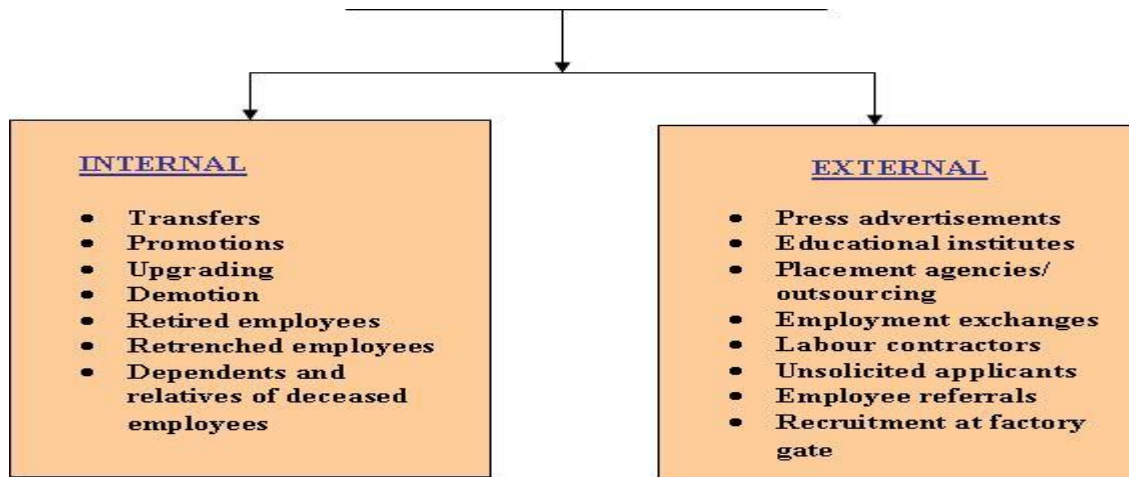 INTERNAL
• Transfers
• Promotions
• Upgrading
• Demotion
• Retired employees
• Retrenched employees
• Dependents and
relatives of deceased
employees
EXTERNAL
• Press advertisements
• Educational institutes
• Placement agencies/
outsourcing
• Employment exchanges
• Labour contractors
• Unsolicited applicants
• Employee referrals
• Recruitment at factory
gate